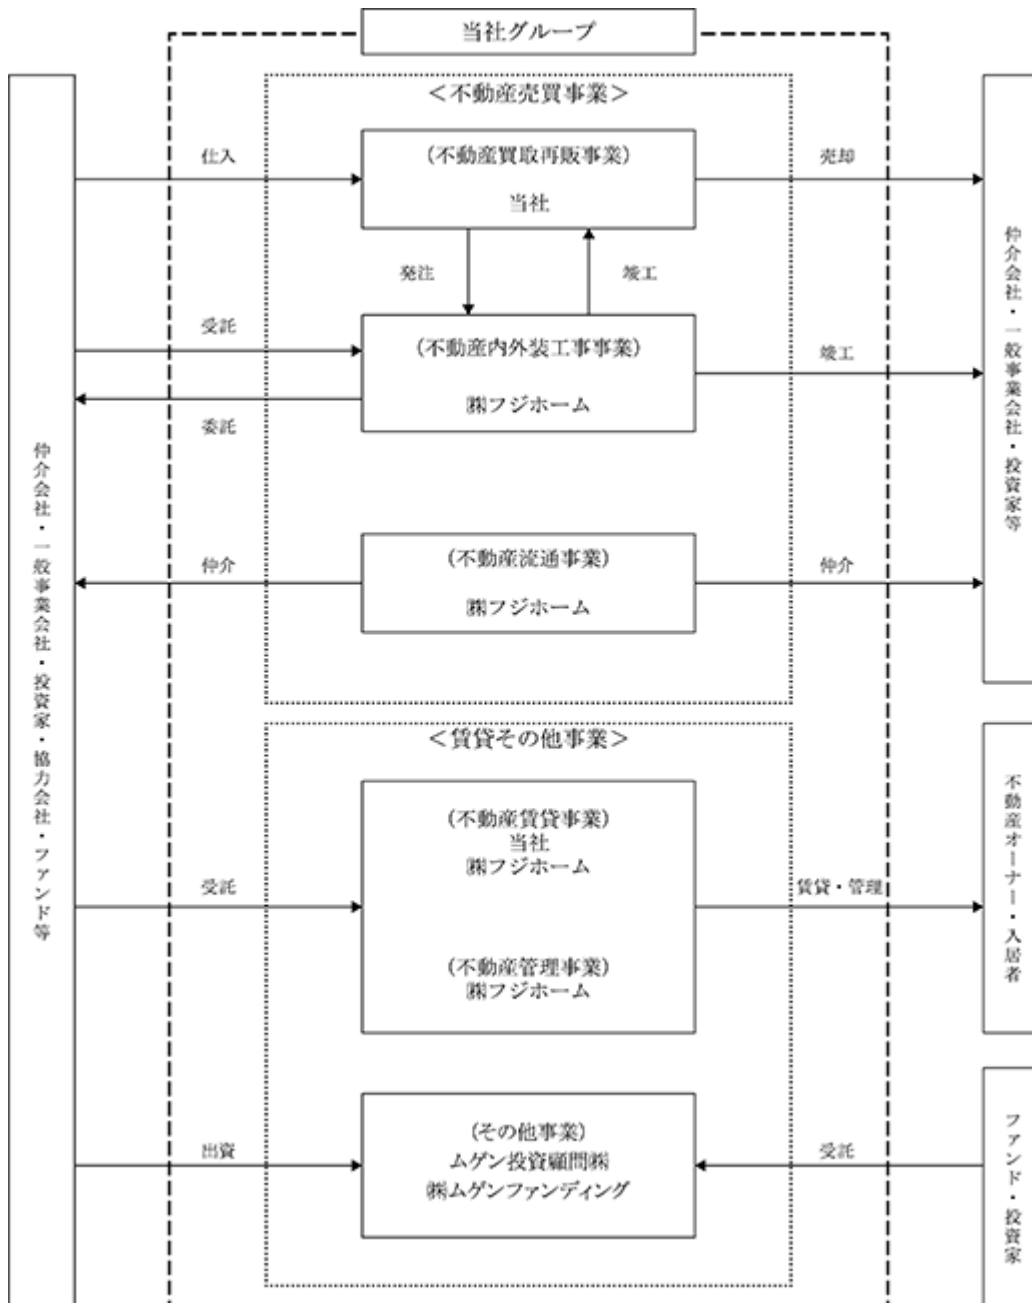 当社グループ
＜不動産売買事業＞
仕入
(不動産買取再販事業)
当社
売却
発注
竣工
受託
(不動産内外装工事事業)
㈱フジホーム
竣工
委託
仲介
(不動産流通事業)
㈱フジホーム
仲介
仲介会社・一般事業会社・投資家・協力会社・ファンド等
仲介会社・一般事業会社・投資家等
＜賃貸その他事業＞
(不動産賃貸事業)
当社
㈱フジホーム
受託
賃貸・管理
(不動産管理事業)
㈱フジホーム
不動産オーナー・入居者
出資
(その他事業)
ムゲン投資顧問㈱
㈱ムゲンファンディング
受託
ファンド・投資家